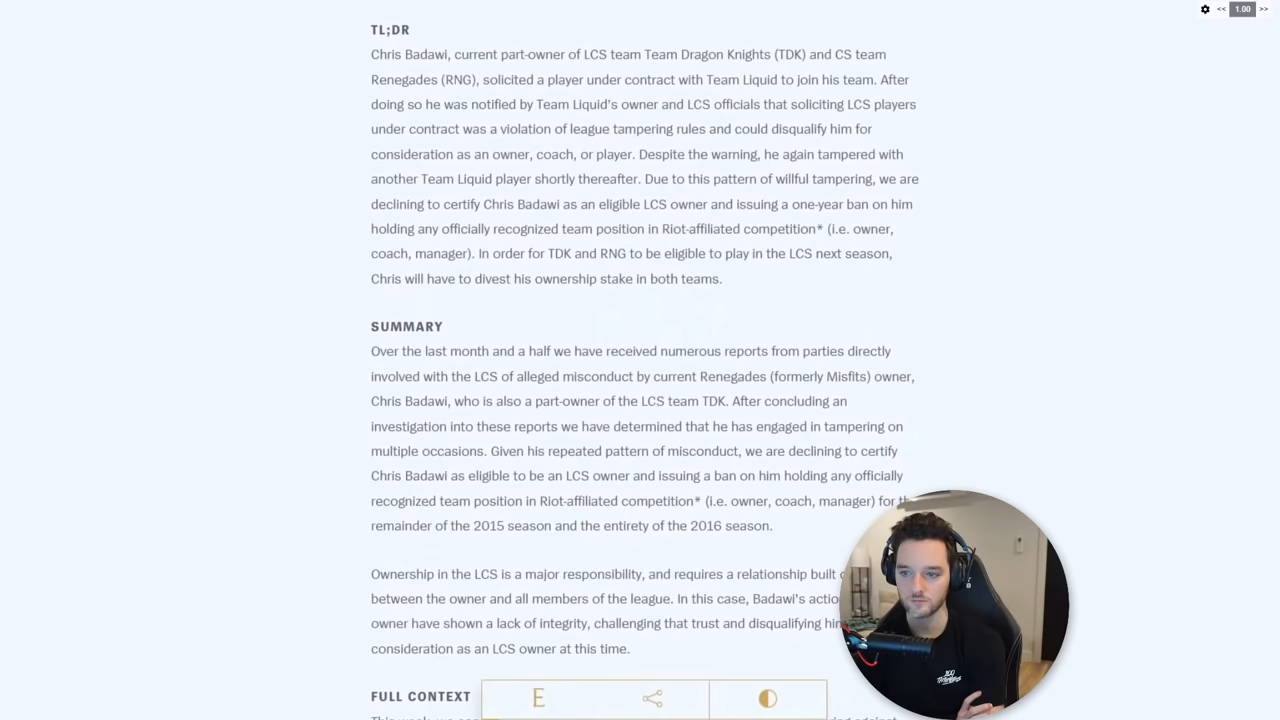 << 1.00 >>
TL;DR
Chris Badawi, current part-owner of LCS team Team Dragon Knights (TDK) and CS team
Renegades (RNG), solicited a player under contract with Team Liquid to join his team. After
doing so he was notified by Team Liquid's owner and LCS officials that soliciting LCS players
under contract was a violation of league tampering rules and could disqualify him for
consideration as an owner, coach, or player. Despite the warning, he again tampered with
another Team Liquid player shortly thereafter. Due to this pattern of willful tampering, we are
declining to certify Chris Badawi as an eligible LCS owner and issuing a one-year ban on him
holding any officially recognized team position in Riot-affiliated competition* (i.e. owner,
coach, manager). In order for TDK and RNG to be eligible to play in the LCS next season,
Chris will have to divest his ownership stake in both teams.
SUMMARY
Over the last month and a half we have received numerous reports from parties directly
involved with the LCS of alleged misconduct by current Renegades (formerly Misfits) owner,
Chris Badawi, who is also a part-owner of the LCS team TDK. After concluding an
investigation into these reports we have determined that he has engaged in tampering on
multiple occasions. Given his repeated pattern of misconduct, we are declining to certify
Chris Badawi as eligible to be an LCS owner and issuing a ban on him holding any officially
recognized team position in Riot-affiliated competition* (i.e. owner, coach, manager) for
remainder of the 2015 season and the entirety of the 2016 season.
Ownership in the LCS is a major responsibility, and requires a relationship built
between the owner and all members of the league. In this case, Badawi's
owner have shown a lack of integrity, challenging that trust and disqualifying
consideration as an LCS owner at this time.
FULL CONTEXT
E